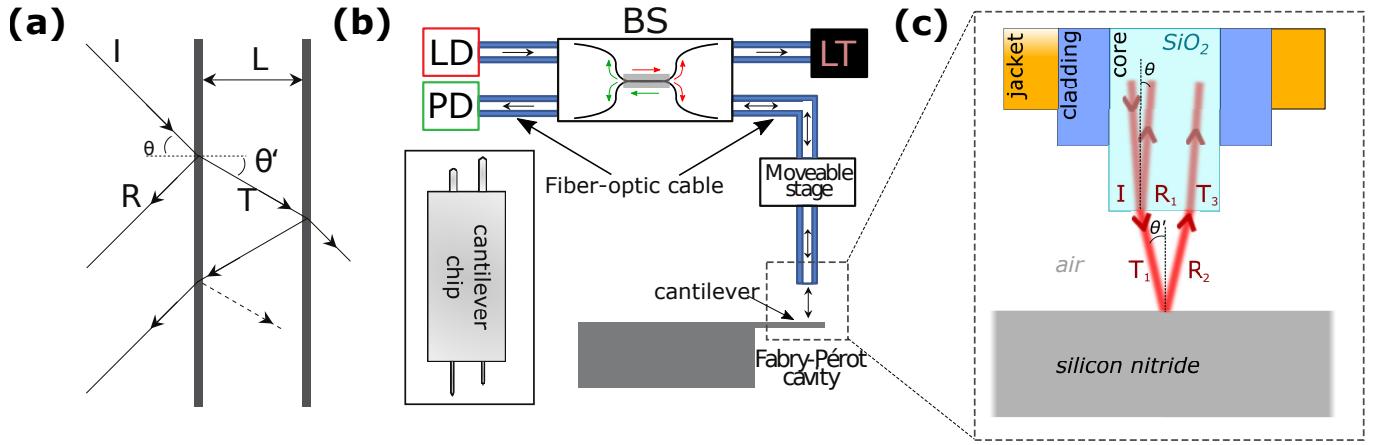 (a)
I
L
θ
θ'
R
T
(b)
BS
LD
LT
PD
Fiber-optic cable
Moveable
stage
cantilever
chip
cantilever
Fabry-Pérot
cavity
(c)
jacket
cladding
core
SiO₂
θ
I
R₁
T₃
θ'
air
T₁
R₂
silicon nitride